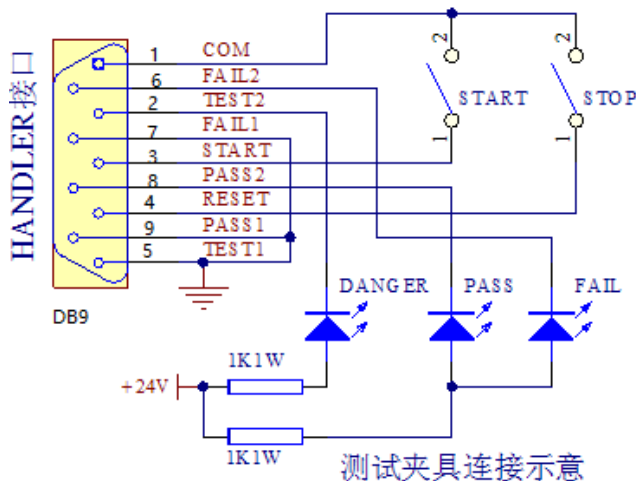 HANDLER接口
1 COM
6 FAIL2
2 TEST2
7 FAIL1
3 START
8 PASS2
4 RESET
9 PASS1
5 TEST1
DB9
2
START
1
2
STOP
1
DANGER
PASS
FAIL
1K1W
+24V
1K1W
测试夹具连接示意